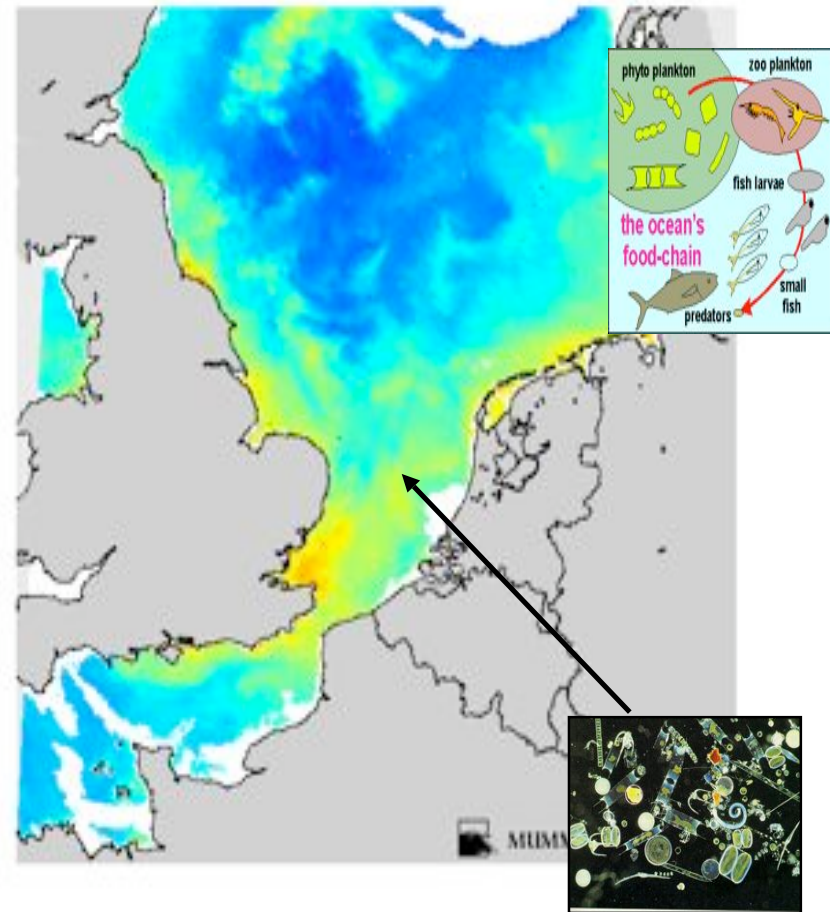 phyto plankton
zoo plankton
fish larvae
the ocean's
food-chain
small
fish
predators